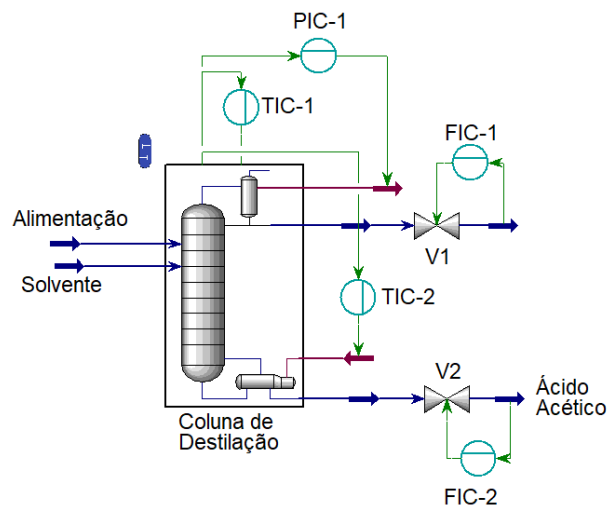 PIC-1
TIC-1
FIC-1
LT
Alimentação
V1
Solvente
TIC-2
V2
Ácido
Acético
Coluna de
Destilação
FIC-2